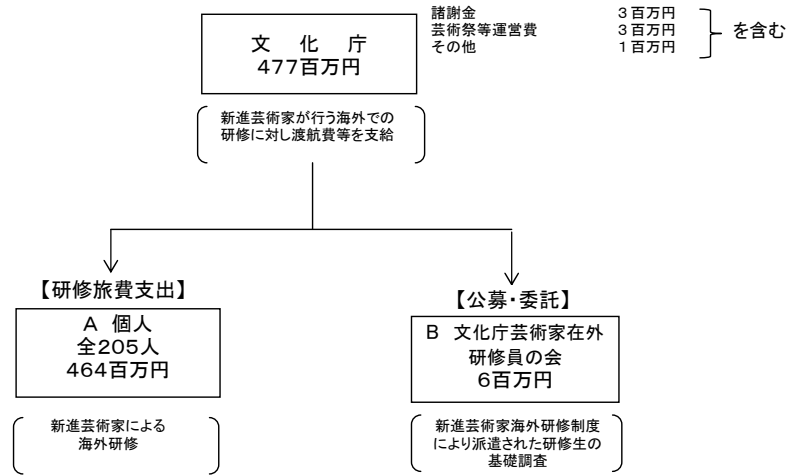 諸謝金 3百万円
芸術祭等運営費 3百万円
その他 1百万円
を含む
文 化 庁
477百万円
新進芸術家が行う海外での
研修に対し渡航費等を支給
【研修旅費支出】
A 個人
全205人
464百万円
新進芸術家による
海外研修
【公募・委託】
B 文化庁芸術家在外
研修員の会
6百万円
新進芸術家海外研修制度
により派遣された研修生の
基礎調査